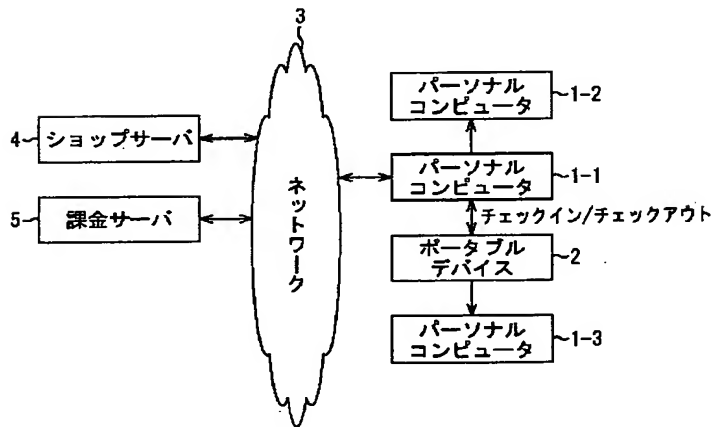 3
4
ショップサーバ
5
課金サーバ
ネットワーク
パーソナル
コンピュータ
1-2
パーソナル
コンピュータ
1-1
チェックイン/チェックアウト
ポータブル
デバイス
2
パーソナル
コンピュータ
1-3